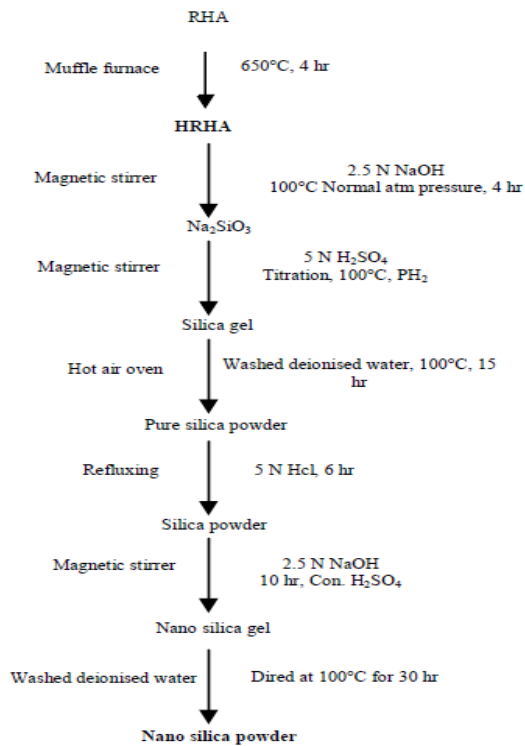 RHA
Muffle furnace
650°C, 4 hr
HRHA
Magnetic stirrer
2.5 N NaOH
100°C Normal atm pressure, 4 hr
Na₂SiO₃
Magnetic stirrer
5 N H₂SO₄
Titration, 100°C, PH₂
Silica gel
Hot air oven
Washed deionised water, 100°C, 15
hr
Pure silica powder
Refluxing
5 N Hcl, 6 hr
Silica powder
Magnetic stirrer
2.5 N NaOH
10 hr, Con. H₂SO₄
Nano silica gel
Washed deionised water
Dired at 100°C for 30 hr
Nano silica powder